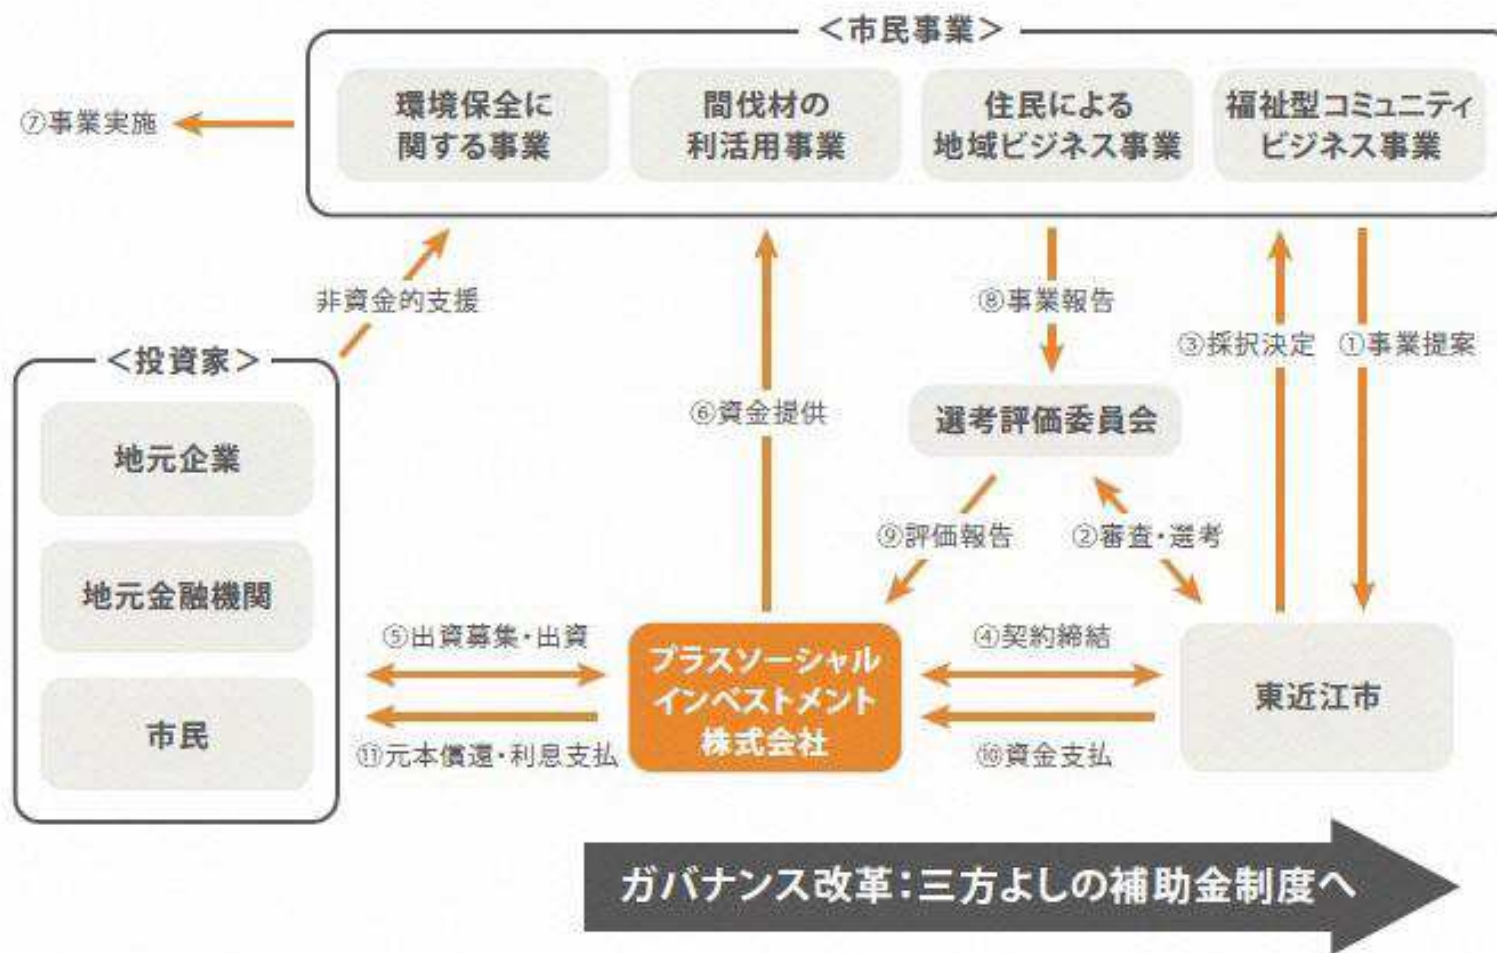 ＜市民事業＞
環境保全に
関する事業
間伐材の
利活用事業
住民による
地域ビジネス事業
福祉型コミュニティ
ビジネス事業
⑦事業実施
非資金的支援
⑧事業報告
③採択決定
①事業提案
＜投資家＞
地元企業
地元金融機関
市民
⑥資金提供
選考評価委員会
⑨評価報告
②審査・選考
⑤出資募集・出資
プラスソーシャル
インベストメント
株式会社
④契約締結
東近江市
⑪元本償還・利息支払
⑩資金支払
ガバナンス改革：三方よしの補助金制度へ